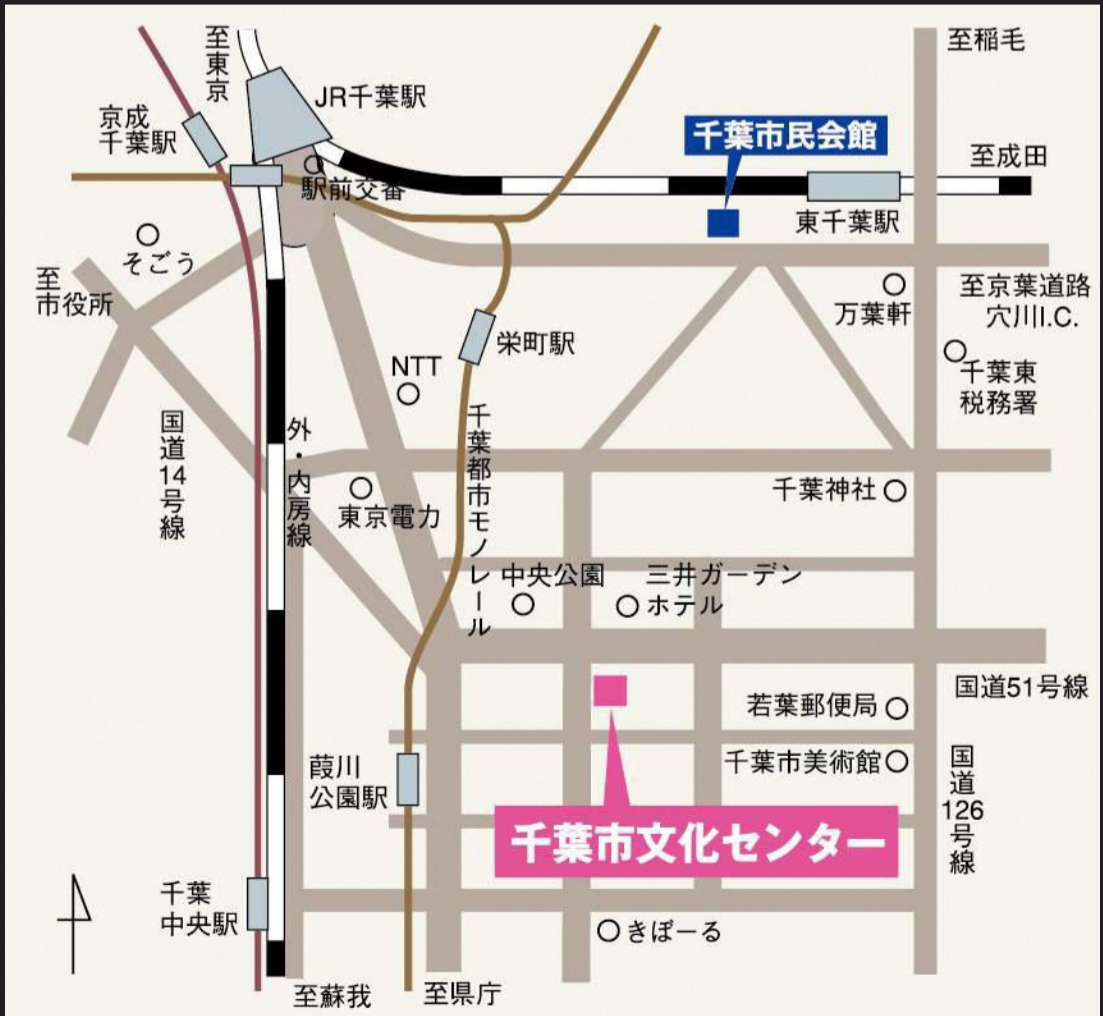 至東京
至稲毛
JR千葉駅
京成
千葉駅
千葉市民会館
至成田
駅前交番
東千葉駅
そごう
至
市役所
万葉軒
至京葉道路
穴川I.C.
栄町駅
NTT
千葉東
税務署
国道14号線
外・内房線
千葉都市モノレール
千葉神社
東京電力
中央公園
三井ガーデン
ホテル
国道51号線
若葉郵便局
千葉市美術館
国道126号線
葭川
公園駅
千葉市文化センター
千葉
中央駅
きぼーる
至蘇我
至県庁